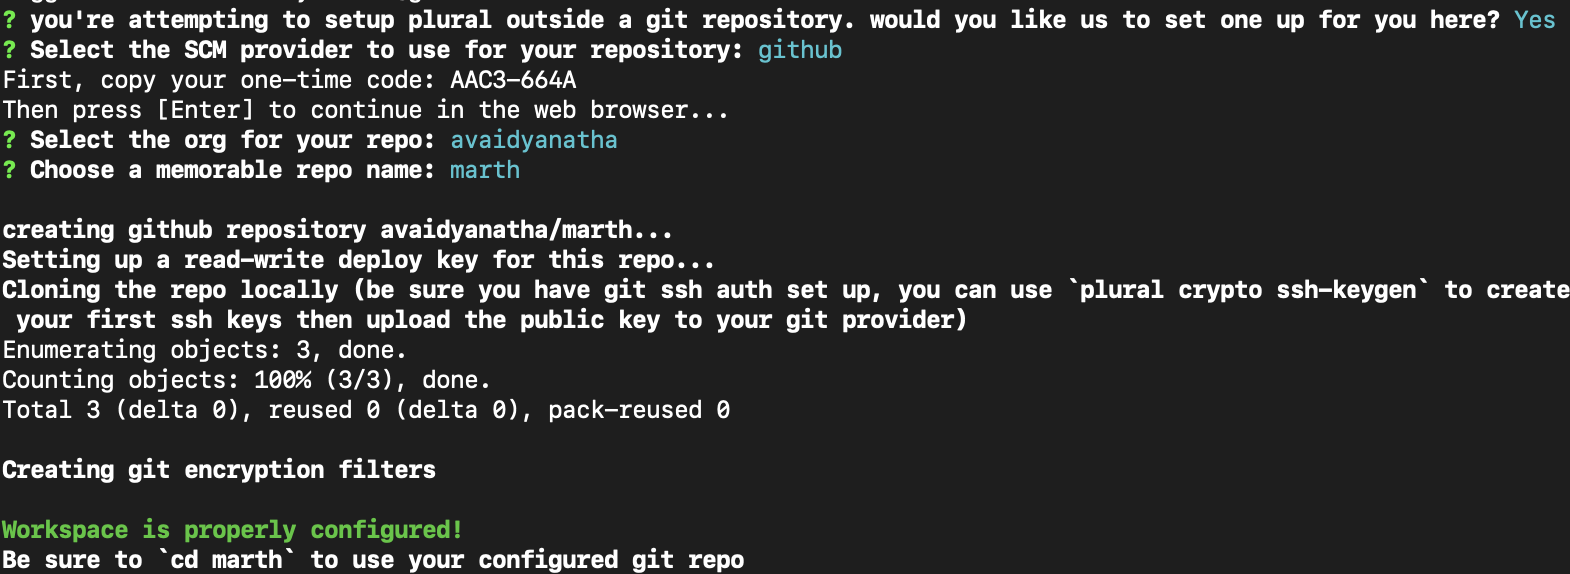 ? you're attempting to setup plural outside a git repository. would you like us to set one up for you here? Yes
? Select the SCM provider to use for your repository: github
First, copy your one-time code: AAC3-664A
Then press [Enter] to continue in the web browser...
? Select the org for your repo: avaidyanatha
? Choose a memorable repo name: marth
creating github repository avaidyanatha/marth...
Setting up a read-write deploy key for this repo...
Cloning the repo locally (be sure you have git ssh auth set up, you can use `plural crypto ssh-keygen` to create
your first ssh keys then upload the public key to your git provider)
Enumerating objects: 3, done.
Counting objects: 100% (3/3), done.
Total 3 (delta 0), reused 0 (delta 0), pack-reused 0
Creating git encryption filters
Workspace is properly configured!
Be sure to `cd marth` to use your configured git repo